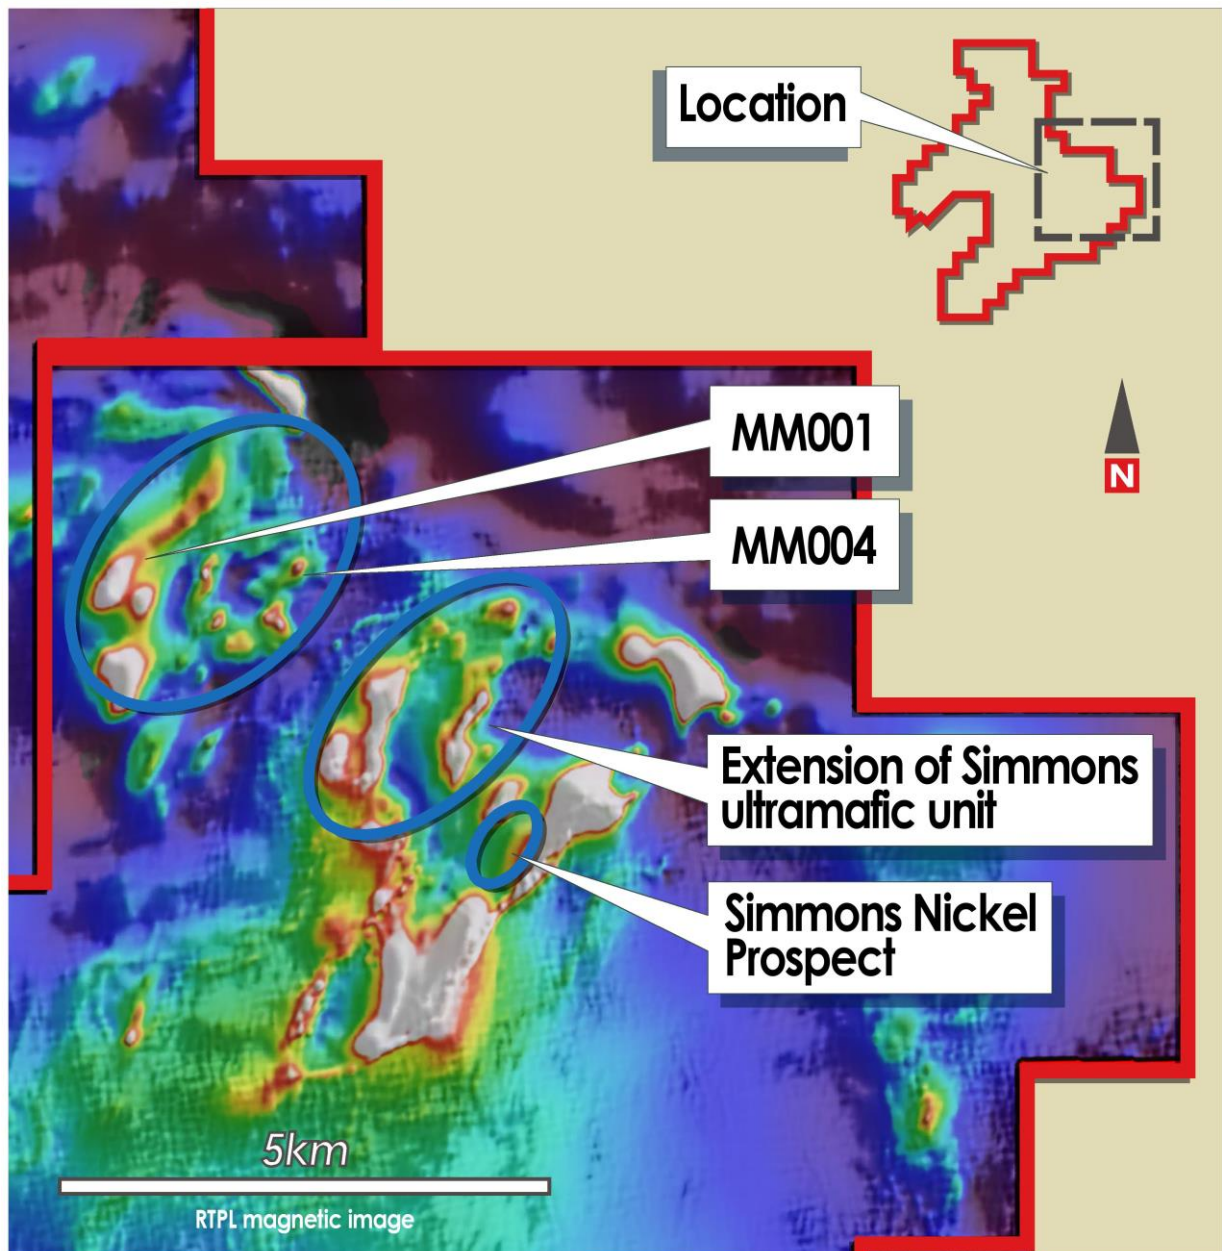 Location
MM001
N
MM004
Extension of Simmons
ultramafic unit
Simmons Nickel
Prospect
5km
RTPL magnetic image